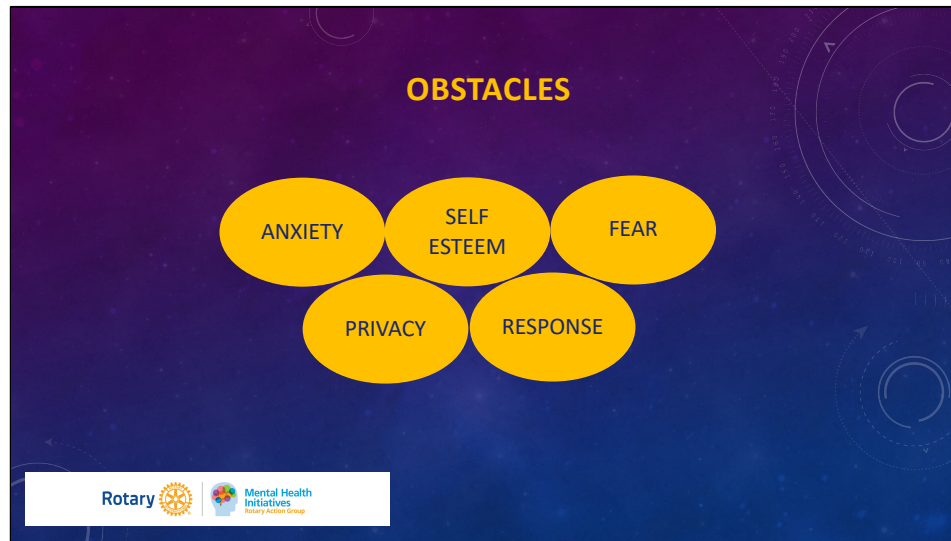 OBSTACLES
ANXIETY
SELF
ESTEEM
FEAR
PRIVACY
RESPONSE
Rotary
Mental Health
Initiatives
Rotary Action Group